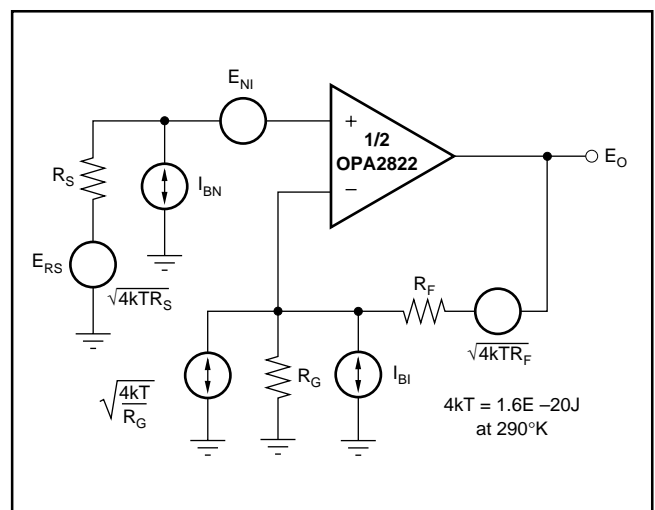 E_NI
+
1/2
OPA2822
−
E_O
R_S
I_BN
E_RS
√4kTR_S
R_F
√4kTR_F
√4kT/R_G
R_G
I_BI
4kT = 1.6E –20J
at 290°K